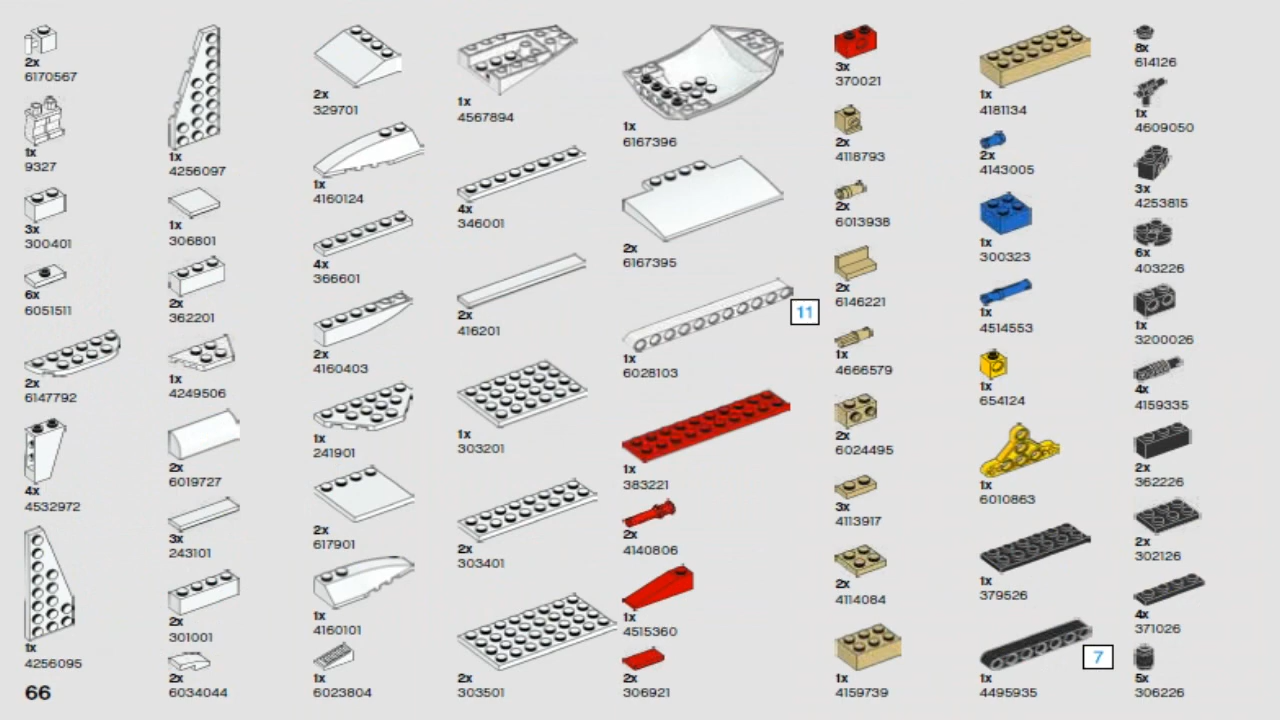 2x
6170567
1x
9327
3x
300401
6x
6051511
2x
6147792
4x
4532972
1x
4256095
66
1x
4256097
1x
306801
2x
362201
1x
4249506
2x
6019727
3x
243101
2x
301001
2x
6034044
2x
329701
1x
4160124
4x
366601
2x
4160403
1x
241901
2x
617901
1x
4160101
1x
6023804
1x
4567894
4x
346001
2x
416201
1x
303201
2x
303401
2x
303501
1x
6167396
2x
6167395
11
1x
6028103
1x
383221
2x
4140806
1x
4515360
2x
306921
3x
370021
2x
4118793
2x
6013938
2x
6146221
1x
4666579
2x
6024495
3x
4113917
2x
4114084
1x
4159739
1x
4181134
2x
4143005
1x
300323
1x
4514553
1x
654124
1x
6010863
1x
379526
7
1x
4495935
8x
614126
1x
4609050
3x
4253815
6x
403226
1x
3200026
4x
4159335
2x
362226
2x
302126
4x
371026
5x
306226